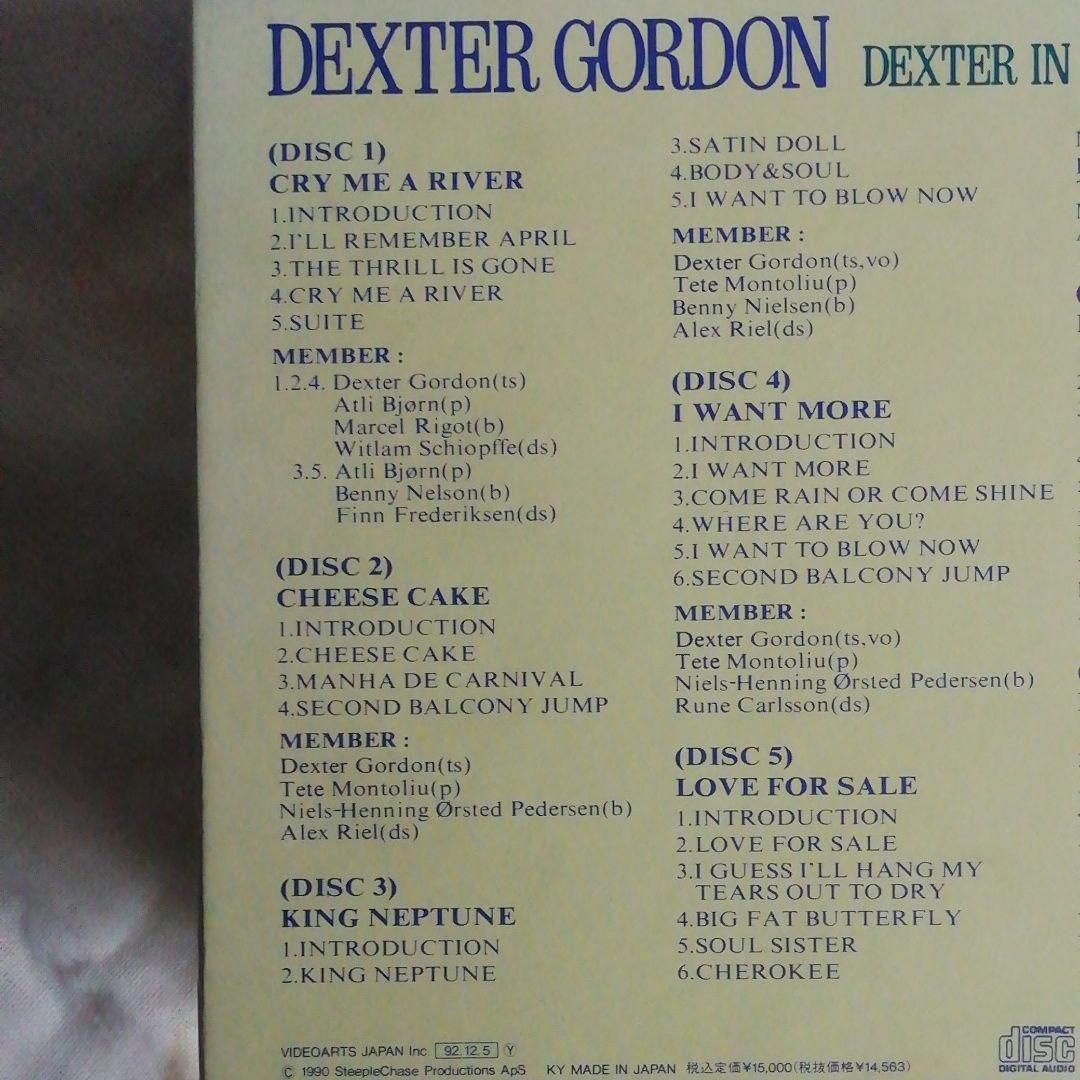 DEXTER GORDON DEXTER IN
(DISC 1)
CRY ME A RIVER
1.INTRODUCTION
2.I'LL REMEMBER APRIL
3.THE THRILL IS GONE
4.CRY ME A RIVER
5.SUITE
MEMBER :
1.2.4. Dexter Gordon(ts)
Atli Bjørn(p)
Marcel Rigot(b)
Witlam Schiopffe(ds)
3.5. Atli Bjørn(p)
Benny Nelson(b)
Finn Frederiksen(ds)
(DISC 2)
CHEESE CAKE
1.INTRODUCTION
2.CHEESE CAKE
3.MANHA DE CARNIVAL
4.SECOND BALCONY JUMP
MEMBER :
Dexter Gordon(ts)
Tete Montoliu(p)
Niels-Henning Ørsted Pedersen(b)
Alex Riel(ds)
(DISC 3)
KING NEPTUNE
1.INTRODUCTION
2.KING NEPTUNE
3.SATIN DOLL
4.BODY&SOUL
5.I WANT TO BLOW NOW
MEMBER :
Dexter Gordon(ts,vo)
Tete Montoliu(p)
Benny Nielsen(b)
Alex Riel(ds)
(DISC 4)
I WANT MORE
1.INTRODUCTION
2.I WANT MORE
3.COME RAIN OR COME SHINE
4.WHERE ARE YOU?
5.I WANT TO BLOW NOW
6.SECOND BALCONY JUMP
MEMBER :
Dexter Gordon(ts,vo)
Tete Montoliu(p)
Niels-Henning Ørsted Pedersen(b)
Rune Carlsson(ds)
(DISC 5)
LOVE FOR SALE
1.INTRODUCTION
2.LOVE FOR SALE
3.I GUESS I'LL HANG MY
TEARS OUT TO DRY
4.BIG FAT BUTTERFLY
5.SOUL SISTER
6.CHEROKEE
VIDEOARTS JAPAN Inc. 92.12.5 Ⓨ
© 1990 SteepleChase Productions ApS KY MADE IN JAPAN 税込定価¥15,000(税抜価格¥14,563)
COMPACT
disc
DIGITAL AUDIO